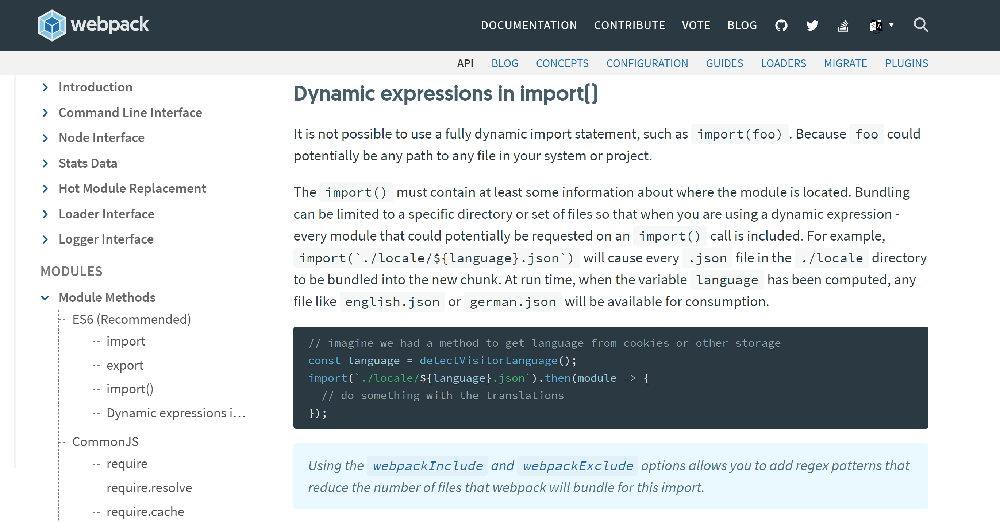 webpack
DOCUMENTATION CONTRIBUTE VOTE BLOG
API BLOG CONCEPTS CONFIGURATION GUIDES LOADERS MIGRATE PLUGINS
Introduction
Command Line Interface
Node Interface
Stats Data
Hot Module Replacement
Loader Interface
Logger Interface
MODULES
Module Methods
ES6 (Recommended)
import
export
import()
Dynamic expressions i...
CommonJS
require
require.resolve
require.cache
Dynamic expressions in import()
It is not possible to use a fully dynamic import statement, such as import(foo) . Because foo could
potentially be any path to any file in your system or project.
The import() must contain at least some information about where the module is located. Bundling
can be limited to a specific directory or set of files so that when you are using a dynamic expression -
every module that could potentially be requested on an import() call is included. For example,
import(`./locale/${language}.json`) will cause every .json file in the ./locale directory
to be bundled into the new chunk. At run time, when the variable language has been computed, any
file like english.json or german.json will be available for consumption.
// imagine we had a method to get language from cookies or other storage
const language = detectVisitorLanguage();
import(`./locale/${language}.json`).then(module => {
  // do something with the translations
});
Using the webpackInclude and webpackExclude options allows you to add regex patterns that
reduce the number of files that webpack will bundle for this import.